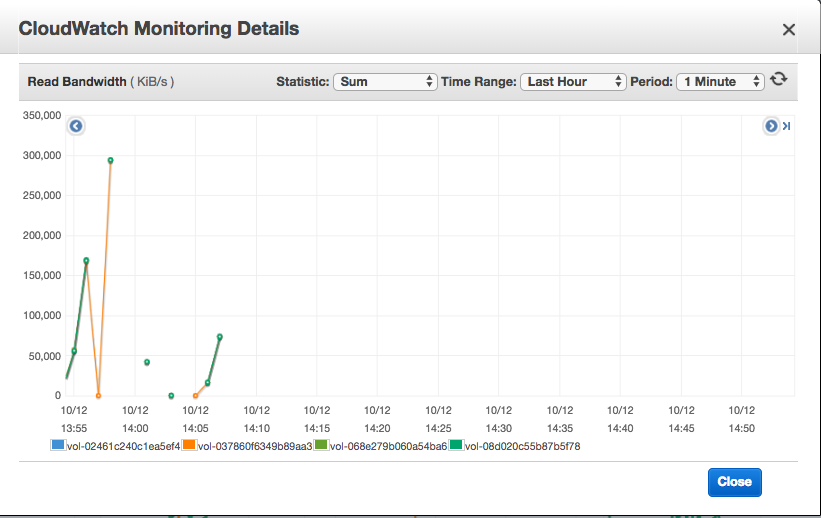 CloudWatch Monitoring Details ×
Read Bandwidth ( KiB/s ) Statistic: Sum Time Range: Last Hour Period: 1 Minute
350,000
300,000
250,000
200,000
150,000
100,000
50,000
0
10/12 10/12 10/12 10/12 10/12 10/12 10/12 10/12 10/12 10/12 10/12 10/12
13:55 14:00 14:05 14:10 14:15 14:20 14:25 14:30 14:35 14:40 14:45 14:50
vol-02461c240c1ea5ef4 vol-037860f6349b89aa3 vol-068e279b060a54ba6 vol-08d020c55b87b5f78
Close